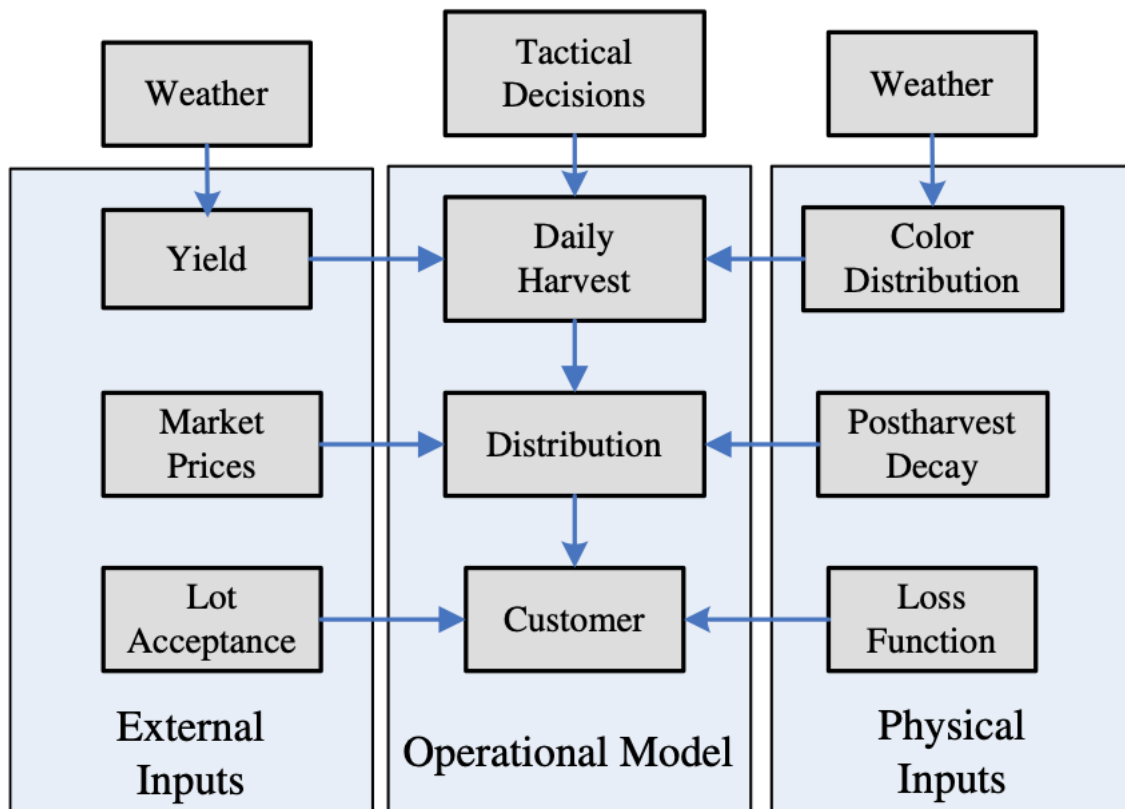 Weather
Tactical
Decisions
Weather
Yield
Daily
Harvest
Color
Distribution
Market
Prices
Distribution
Postharvest
Decay
Lot
Acceptance
Customer
Loss
Function
External
Inputs
Operational Model
Physical
Inputs